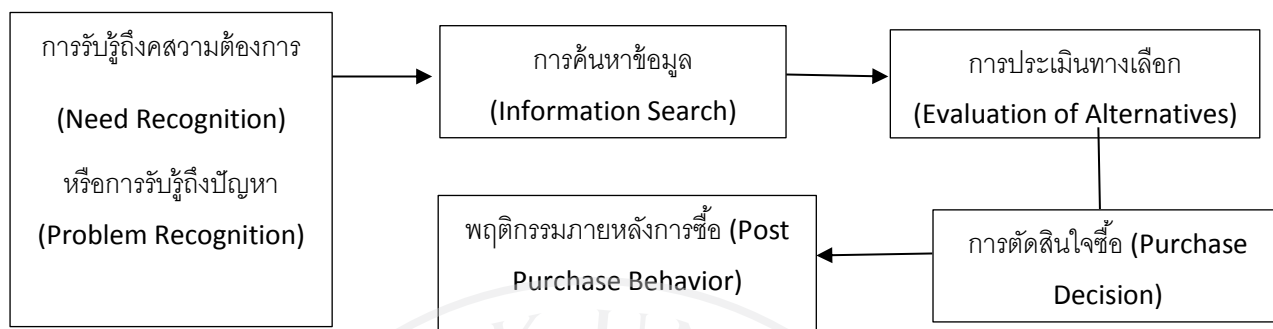 การรับรู้ถึงคสวามต้องการ
(Need Recognition)
หรือการรับรู้ถึงปัญหา
(Problem Recognition)
การค้นหาข้อมูล
(Information Search)
การประเมินทางเลือก
(Evaluation of Alternatives)
การตัดสินใจซื้อ (Purchase
Decision)
พฤติกรรมภายหลังการซื้อ (Post
Purchase Behavior)